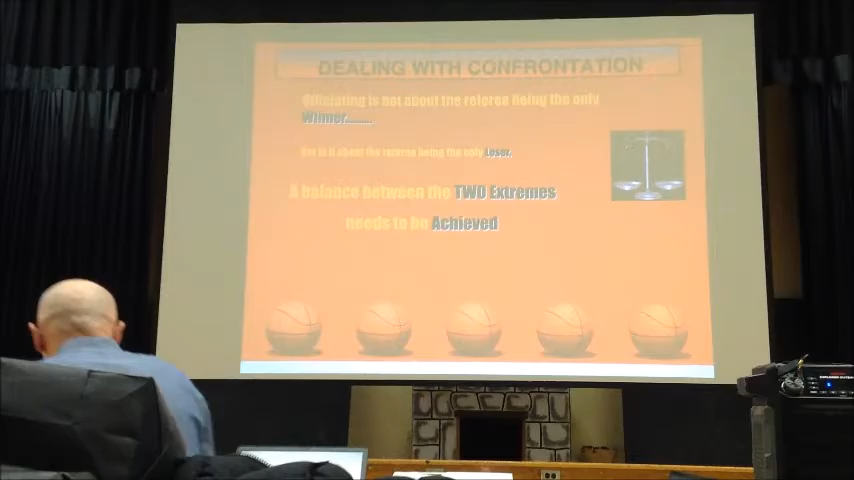 DEALING WITH CONFRONTATION
Officiating is not about the referee Being the only
Winner........
Nor is it about the referee being the only Loser.
A balance between the TWO Extremes
needs to be Achieved